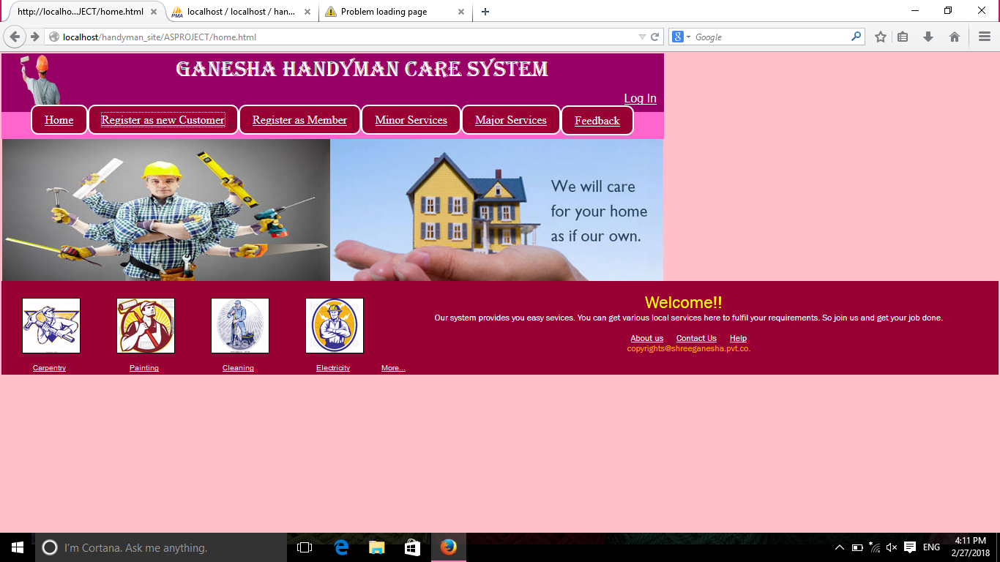 http://localho...JECT/home.html
localhost / localhost / han...
Problem loading page
localhost/handyman_site/ASPROJECT/home.html
Google
GANESHA HANDYMAN CARE SYSTEM
Log In
Home
Register as new Customer
Register as Member
Minor Services
Major Services
Feedback
We will care
for your home
as if our own.
Welcome!!
Our system provides you easy sevices. You can get various local services here to fulfil your requirements. So join us and get your job done.
About us Contact Us Help
copyrights@shreeganesha.pvt.co.
Carpentry
Painting
Cleaning
Electricity
More...
I'm Cortana. Ask me anything.
ENG
4:11 PM
2/27/2018